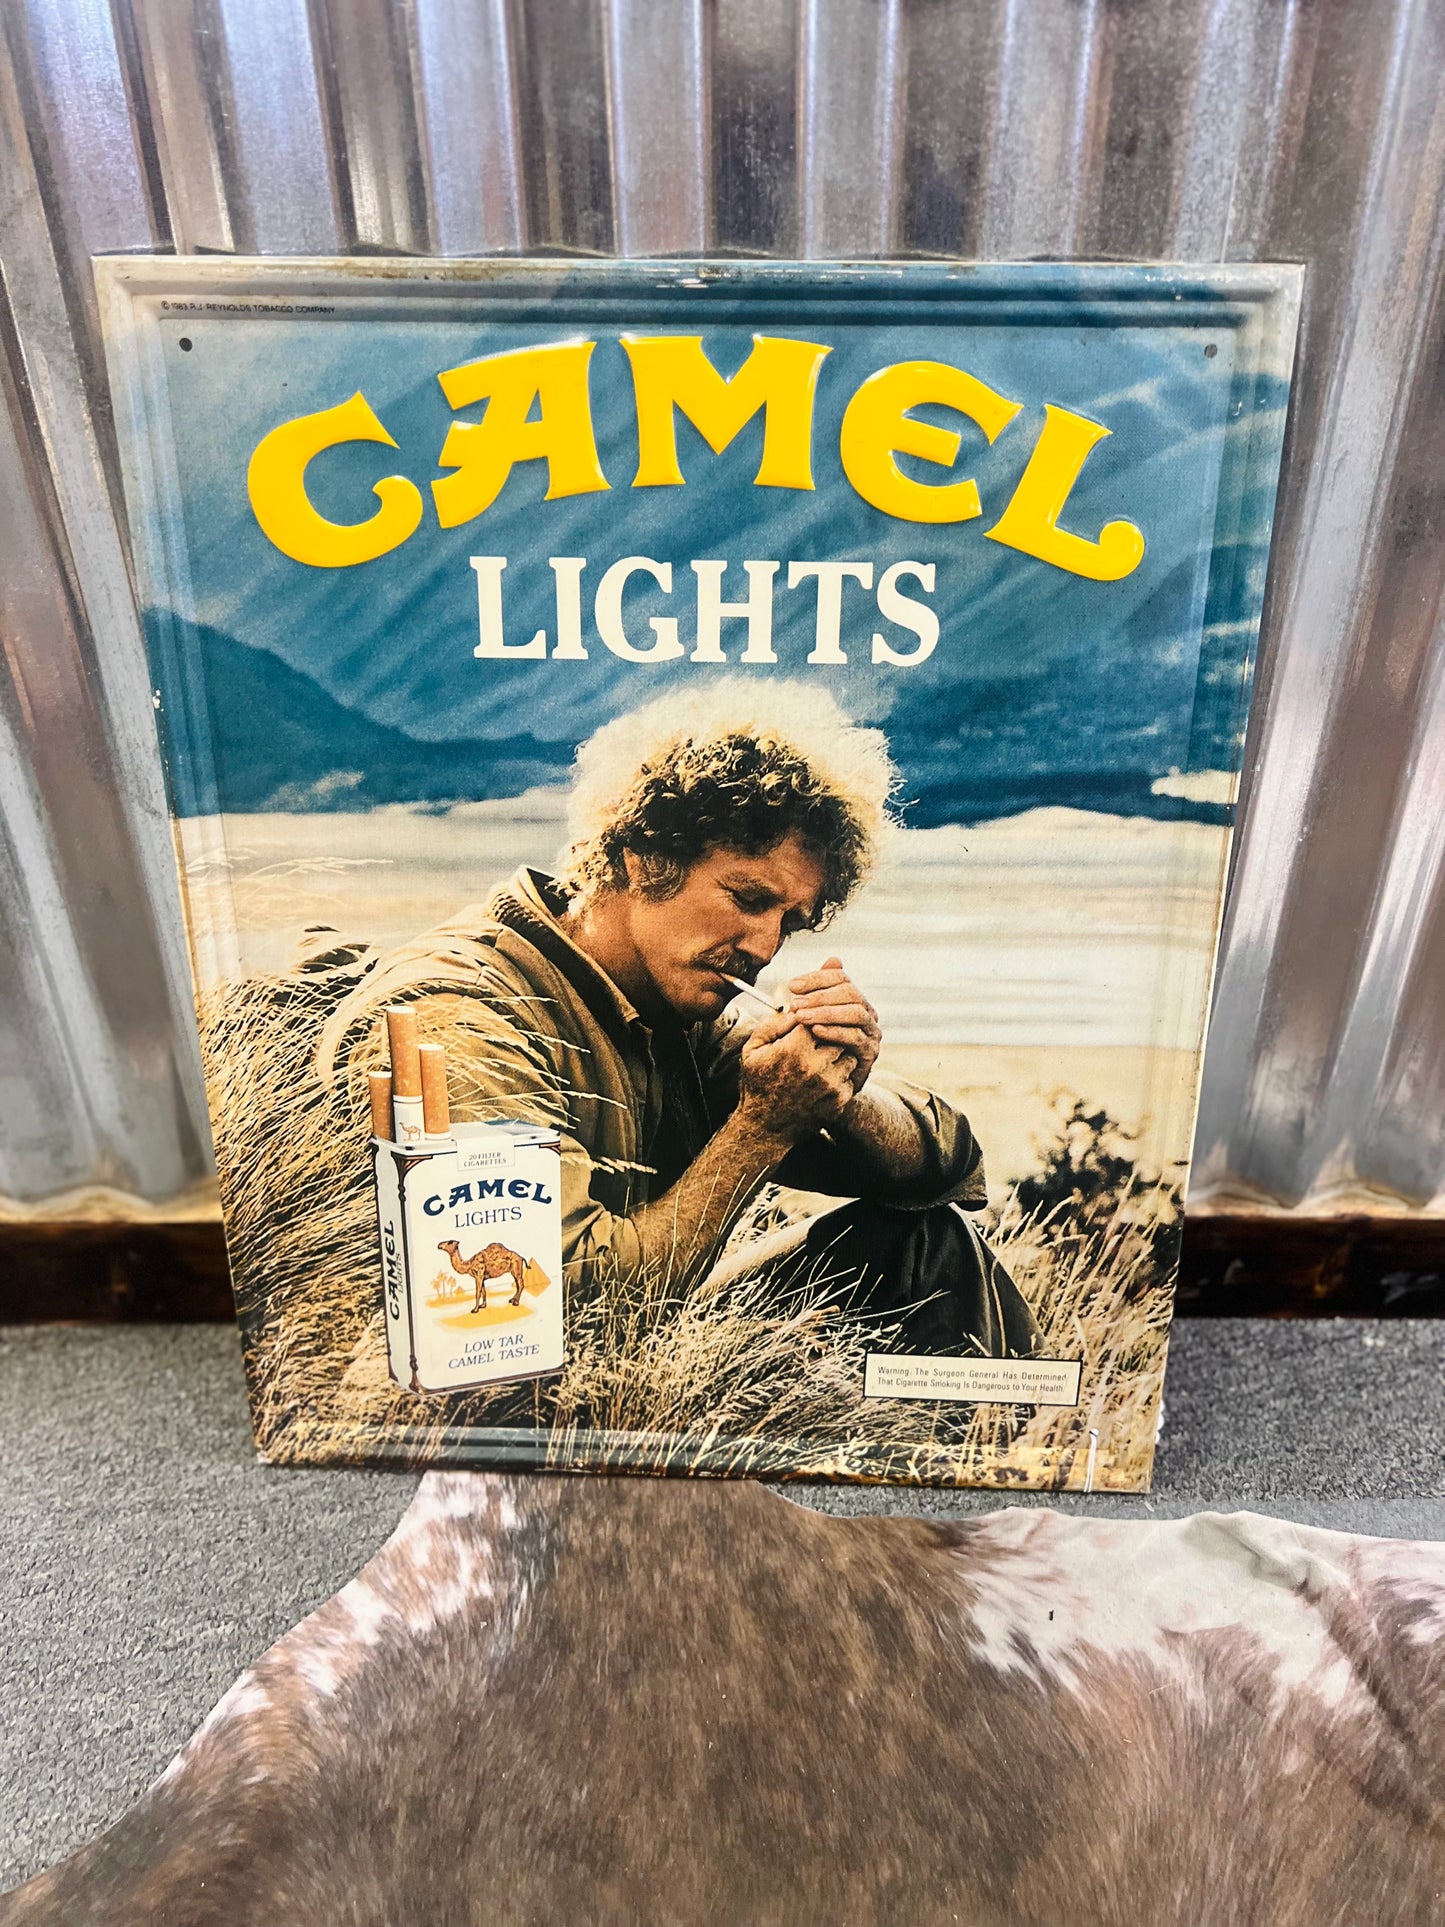 © 1983 R.J. REYNOLDS TOBACCO COMPANY
CAMEL
LIGHTS
20 FILTER
CIGARETTES
CAMEL
LIGHTS
CAMEL
LIGHTS
LOW TAR
CAMEL TASTE
Warning: The Surgeon General Has Determined
That Cigarette Smoking Is Dangerous to Your Health.